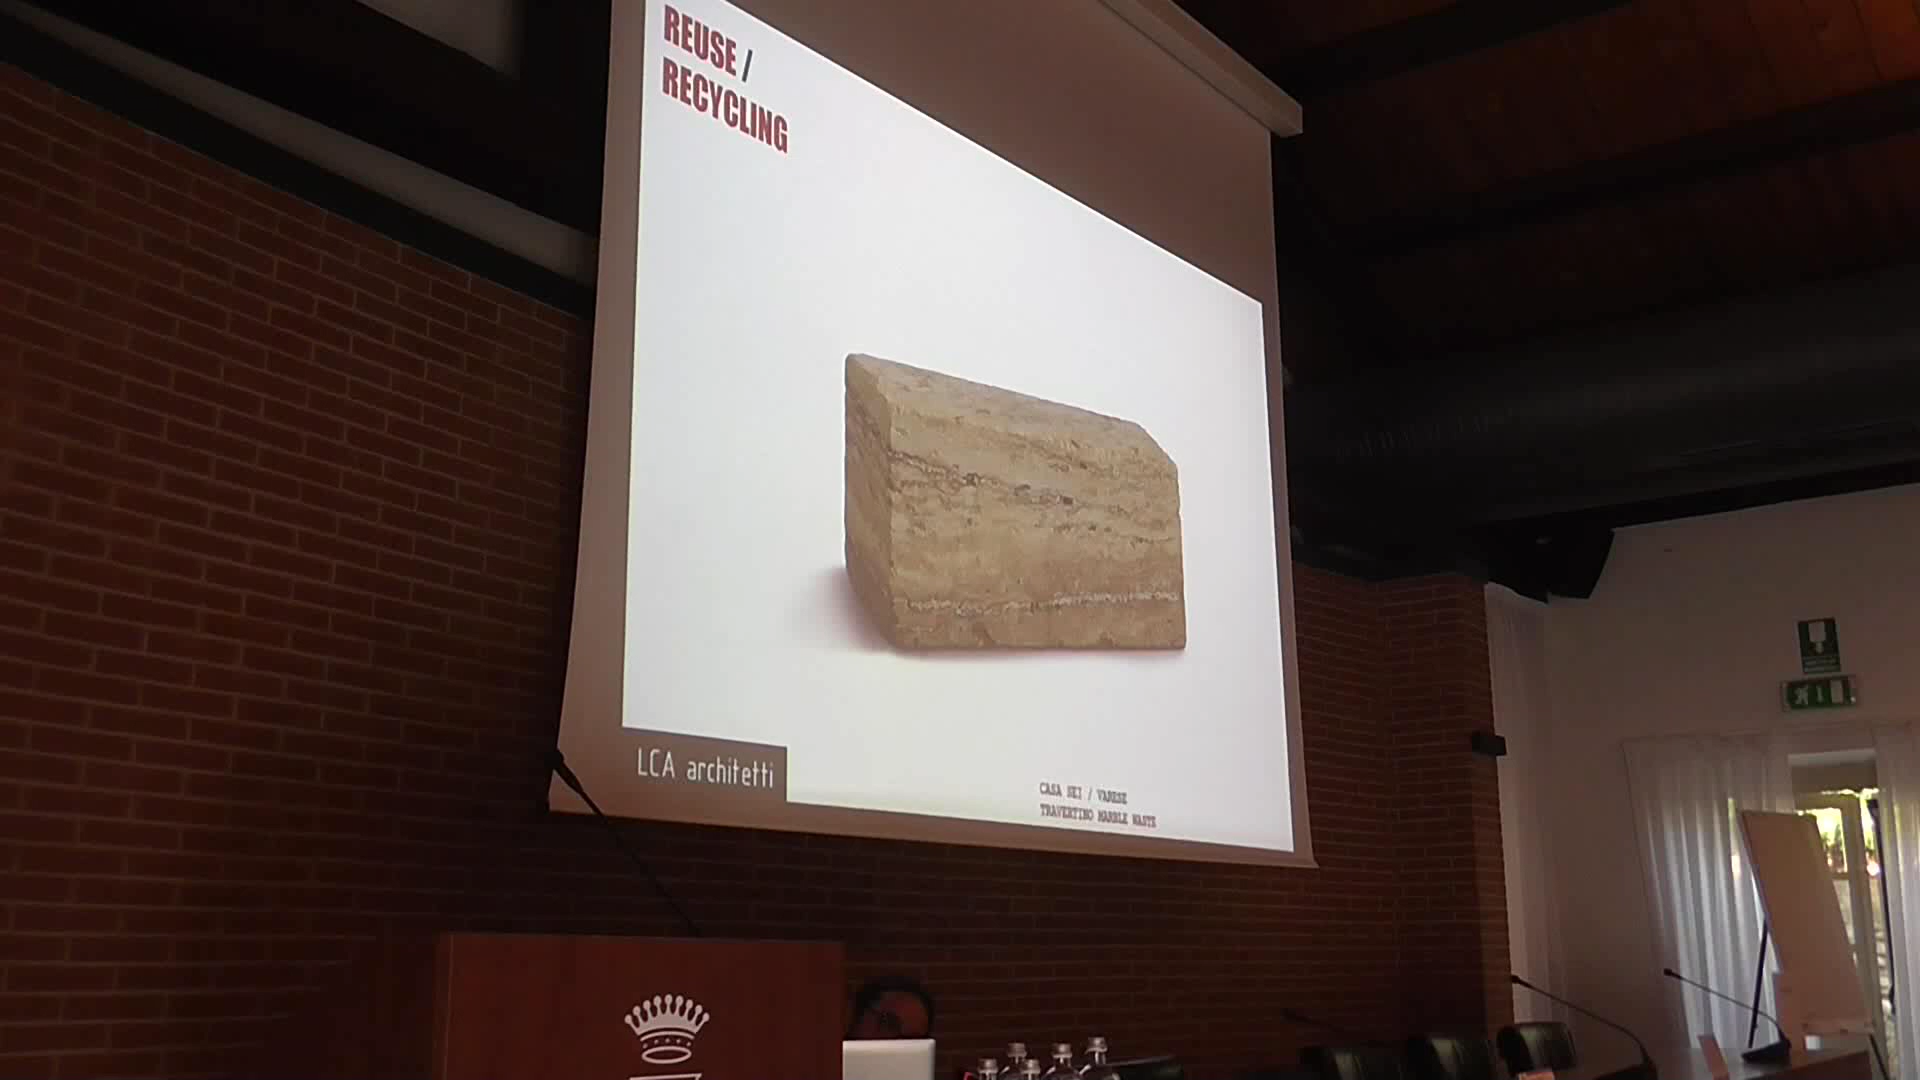 REUSE /
RECYCLING
LCA architetti
CASA SEI / VARESE
TRAVERTINO MARBLE WASTE